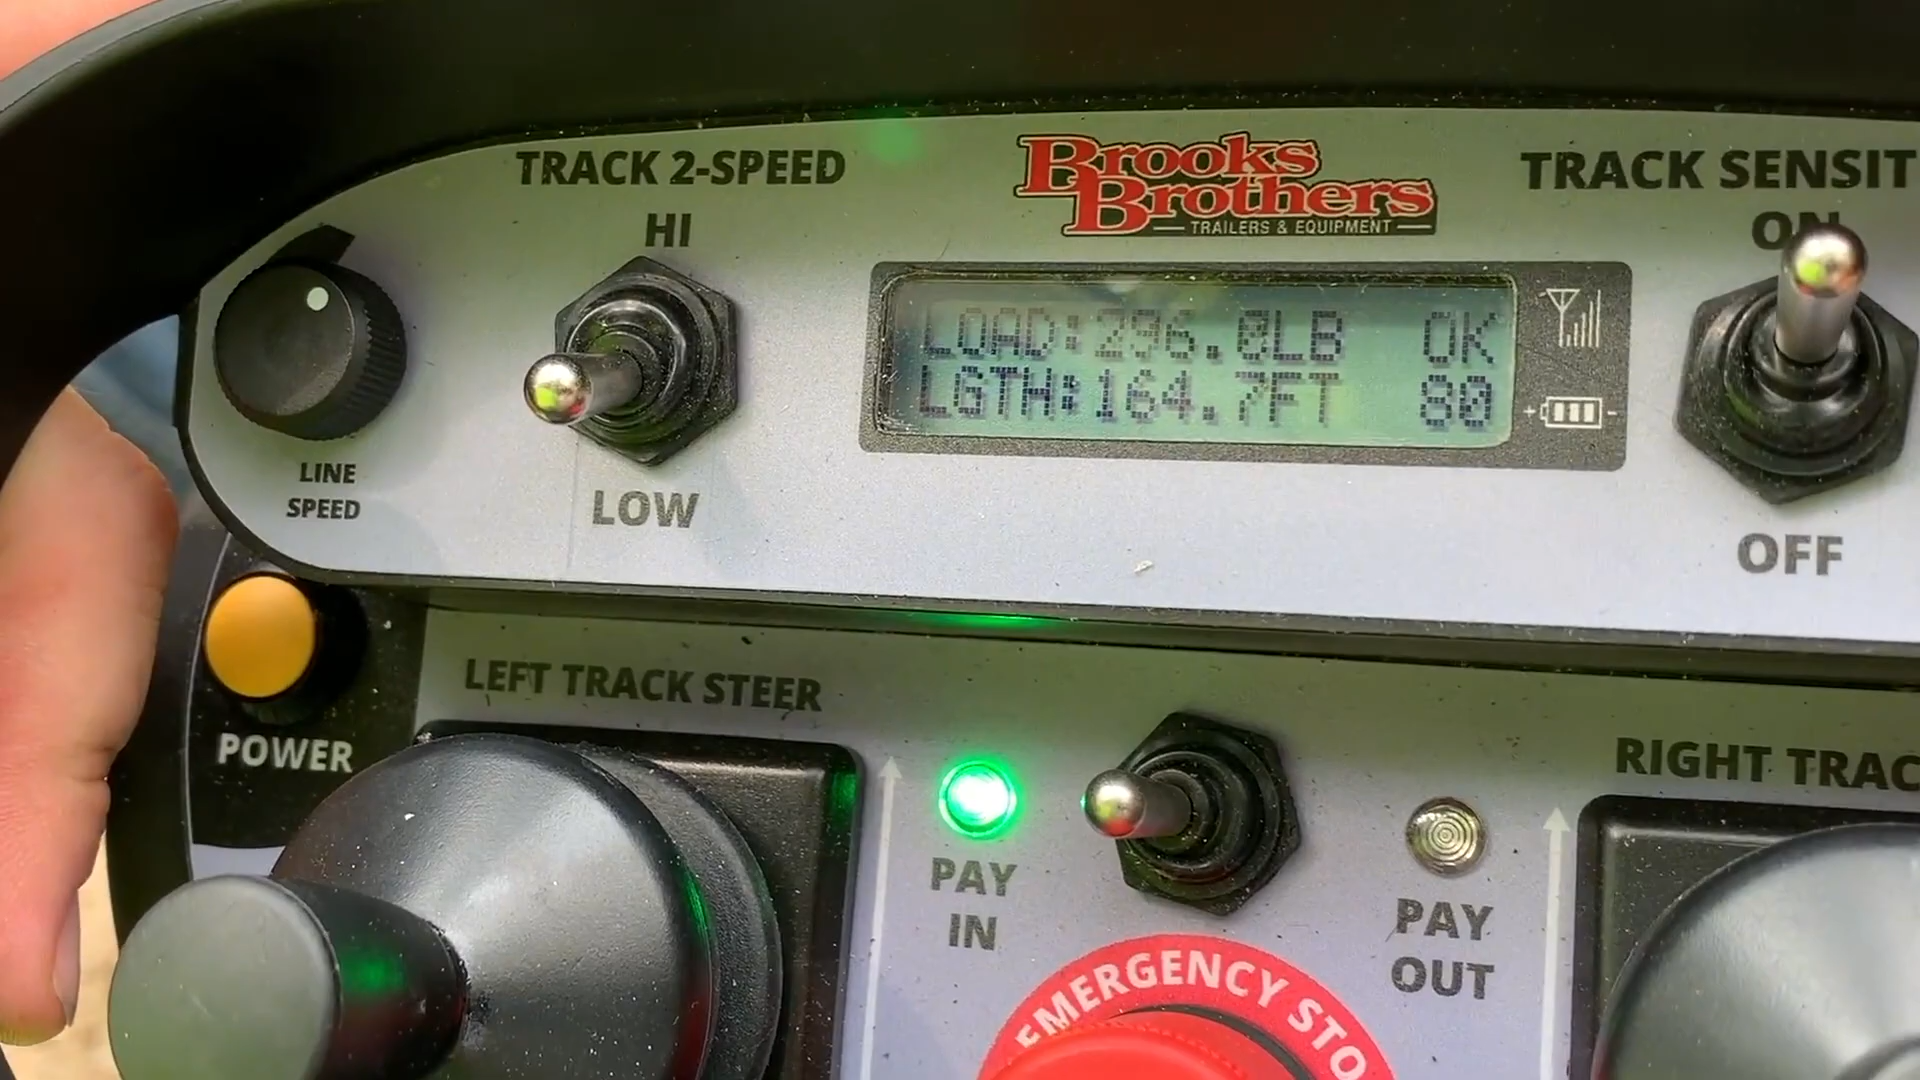 TRACK 2-SPEED
HI
LOW
LINE
SPEED
Brooks
Brothers
TRAILERS & EQUIPMENT
TRACK SENSIT
ON
OFF
LOAD:296.0LB OK
LGTH:164.7FT 80
POWER
LEFT TRACK STEER
PAY
IN
PAY
OUT
RIGHT TRAC
EMERGENCY STO